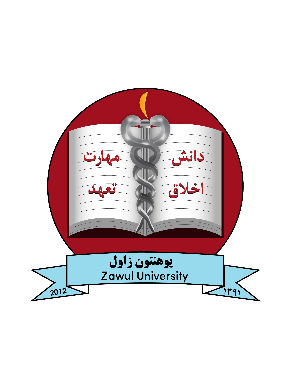 دانش مهارت
اخلاق تعهد
پوهنتون زاول
Zawul University
2012 ۱۳۹۱